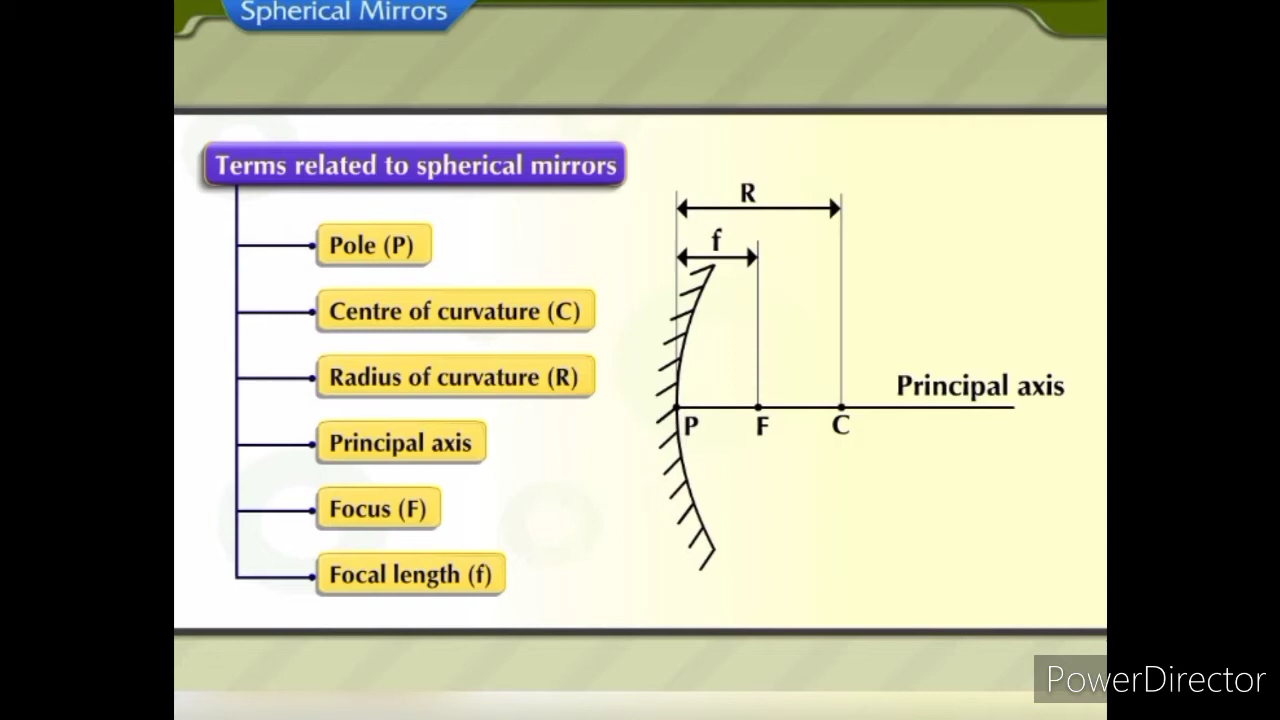 Spherical Mirrors
Terms related to spherical mirrors
Pole (P)
Centre of curvature (C)
Radius of curvature (R)
Principal axis
Focus (F)
Focal length (f)
R
f
Principal axis
P F C
PowerDirector